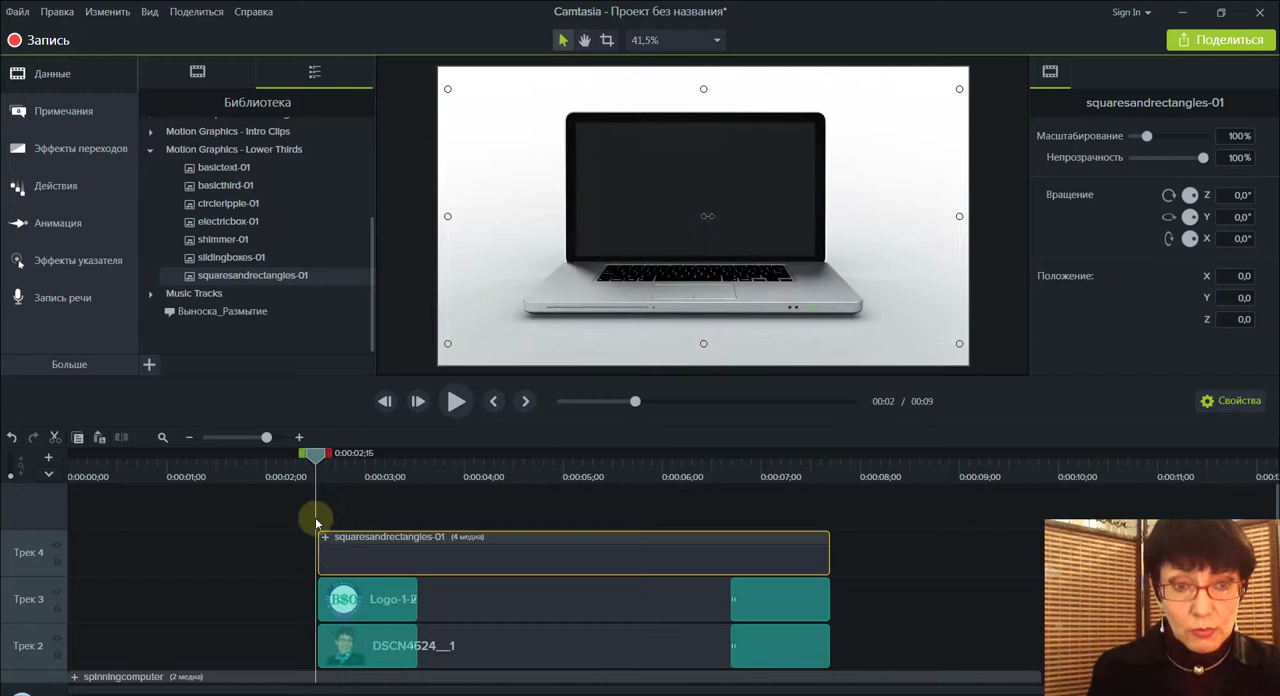 Файл Правка Изменить Вид Поделиться Справка
Camtasia - Проект без названия*
Sign In
Запись
41,5%
Поделиться
Данные
Примечания
Эффекты переходов
Действия
Анимация
Эффекты указателя
Запись речи
Больше
Библиотека
Motion Graphics - Intro Clips
Motion Graphics - Lower Thirds
basictext-01
basicthird-01
circleripple-01
electricbox-01
shimmer-01
slidingboxes-01
squaresandrectangles-01
Music Tracks
Выноска_Размытие
squaresandrectangles-01
Масштабирование 100%
Непрозрачность 100%
Вращение Z 0,0°
Y 0,0°
X 0,0°
Положение: X 0,0
Y 0,0
Z 0,0
00:02 / 00:09
Свойства
0:00:02;15
0:00:00;00 0:00:01;00 0:00:02;00 0:00:03;00 0:00:04;00 0:00:05;00 0:00:06;00 0:00:07;00 0:00:08;00 0:00:09;00 0:00:10;00 0:00:11;00
Трек 4
squaresandrectangles-01 (4 медиа)
Трек 3
B$O Logo-1-
Трек 2
DSCN4524__1
spinningcomputer (2 медиа)